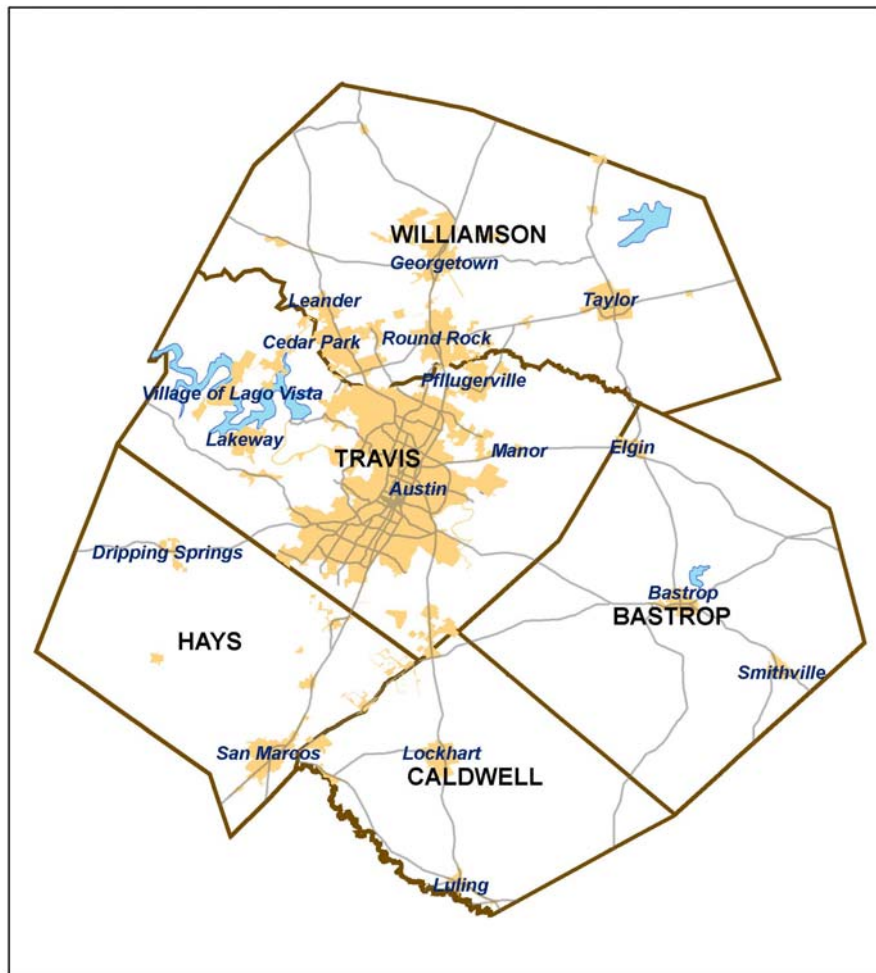 WILLIAMSON
Georgetown
Leander
Taylor
Cedar Park
Round Rock
Pfllugerville
Village of Lago Vista
Lakeway
TRAVIS
Manor
Elgin
Austin
Dripping Springs
Bastrop
BASTROP
HAYS
Smithville
San Marcos
Lockhart
CALDWELL
Luling